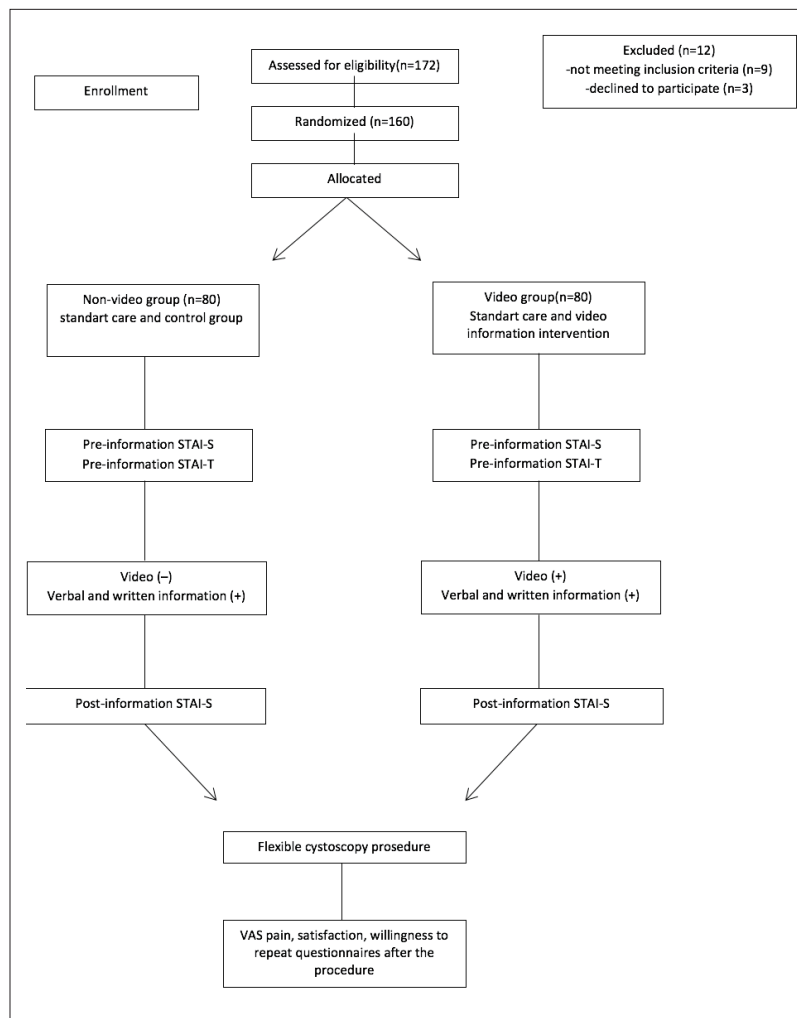 Assessed for eligibility(n=172)
Excluded (n=12)
-not meeting inclusion criteria (n=9)
-declined to participate (n=3)
Enrollment
Randomized (n=160)
Allocated
Non-video group (n=80)
standart care and control group
Video group(n=80)
Standart care and video
information intervention
Pre-information STAI-S
Pre-information STAI-T
Pre-information STAI-S
Pre-information STAI-T
Video (–)
Verbal and written information (+)
Video (+)
Verbal and written information (+)
Post-information STAI-S
Post-information STAI-S
Flexible cystoscopy prosedure
VAS pain, satisfaction, willingness to
repeat questionnaires after the
procedure